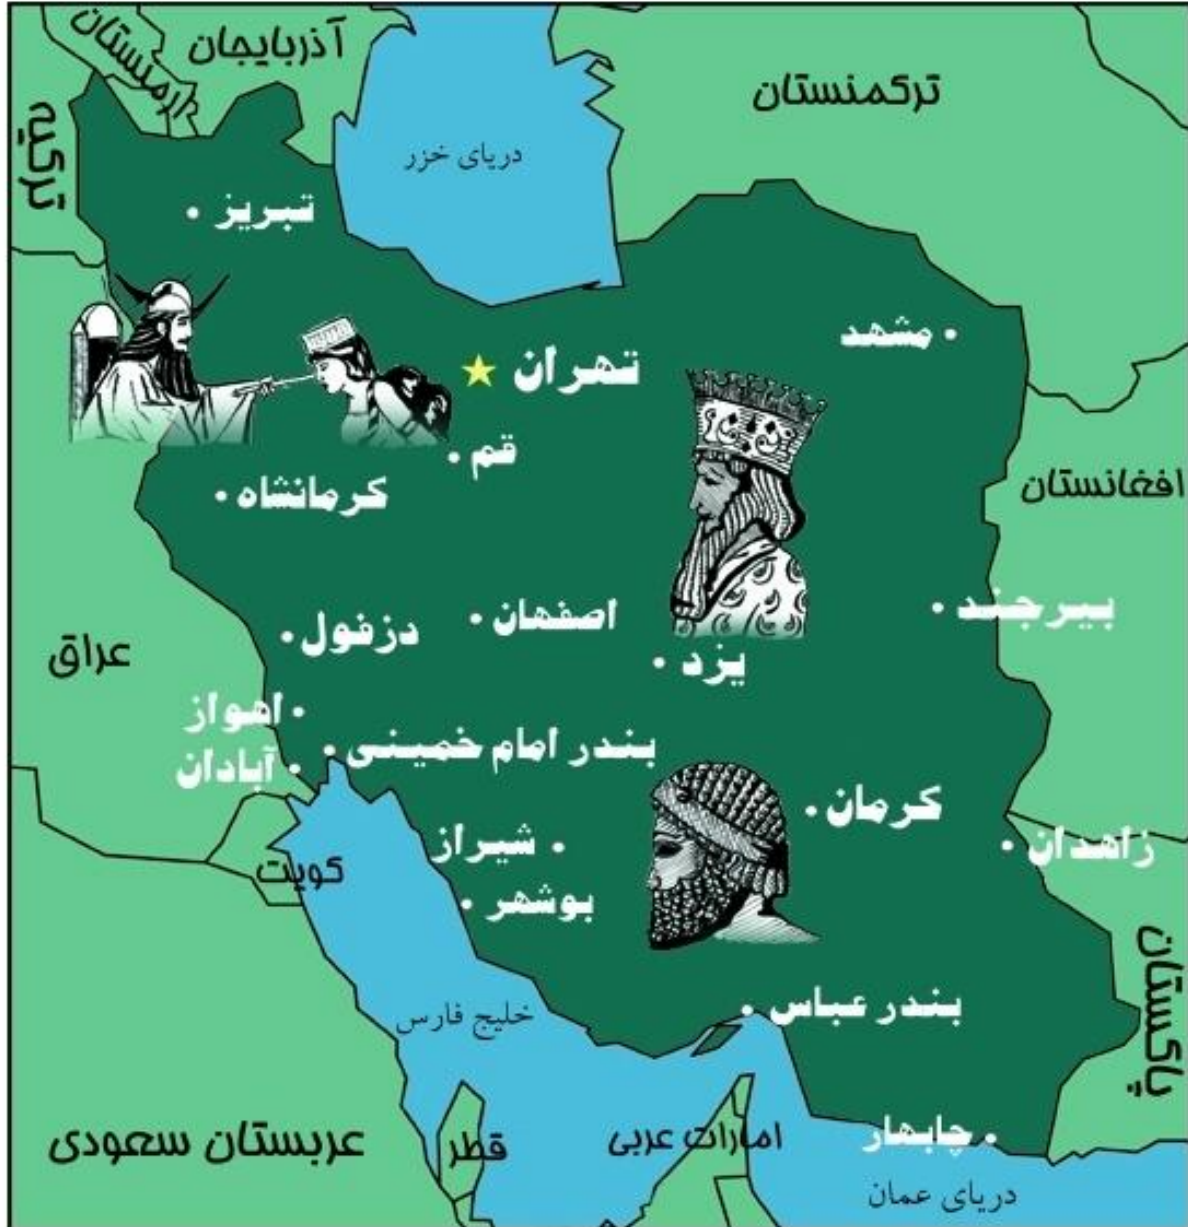 آذربایجان
ارمنستان
ترکیه
ترکمنستان
دریای خزر
تبریز
مشهد
تهران
قم
کرمانشاه
افغانستان
بیرجند
اصفهان
دزفول
عراق
یزد
اهواز
بندر امام خمینی
آبادان
کرمان
زاهدان
شیراز
کویت
بوشهر
پاکستان
بندر عباس
خلیج فارس
چابهار
امارات عربی
قطر
عربستان سعودی
دریای عمان